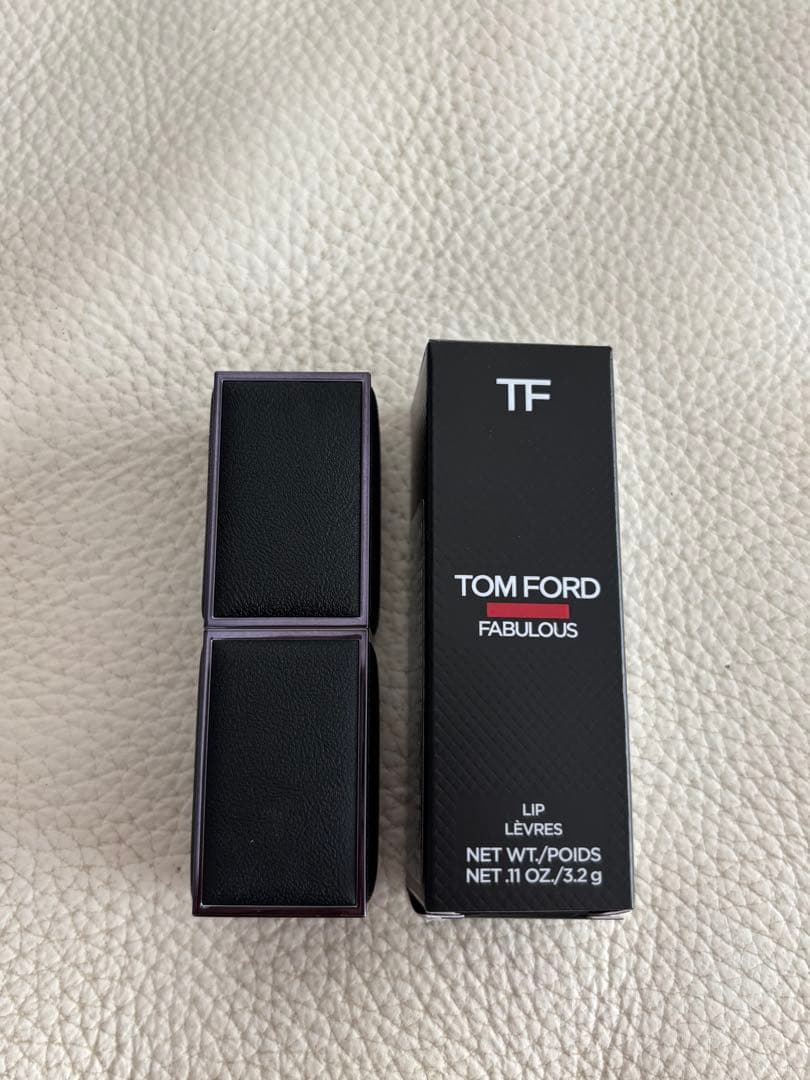 TF
TOM FORD
FABULOUS
LIP
LÈVRES
NET WT./POIDS
NET .11 OZ./3.2 g